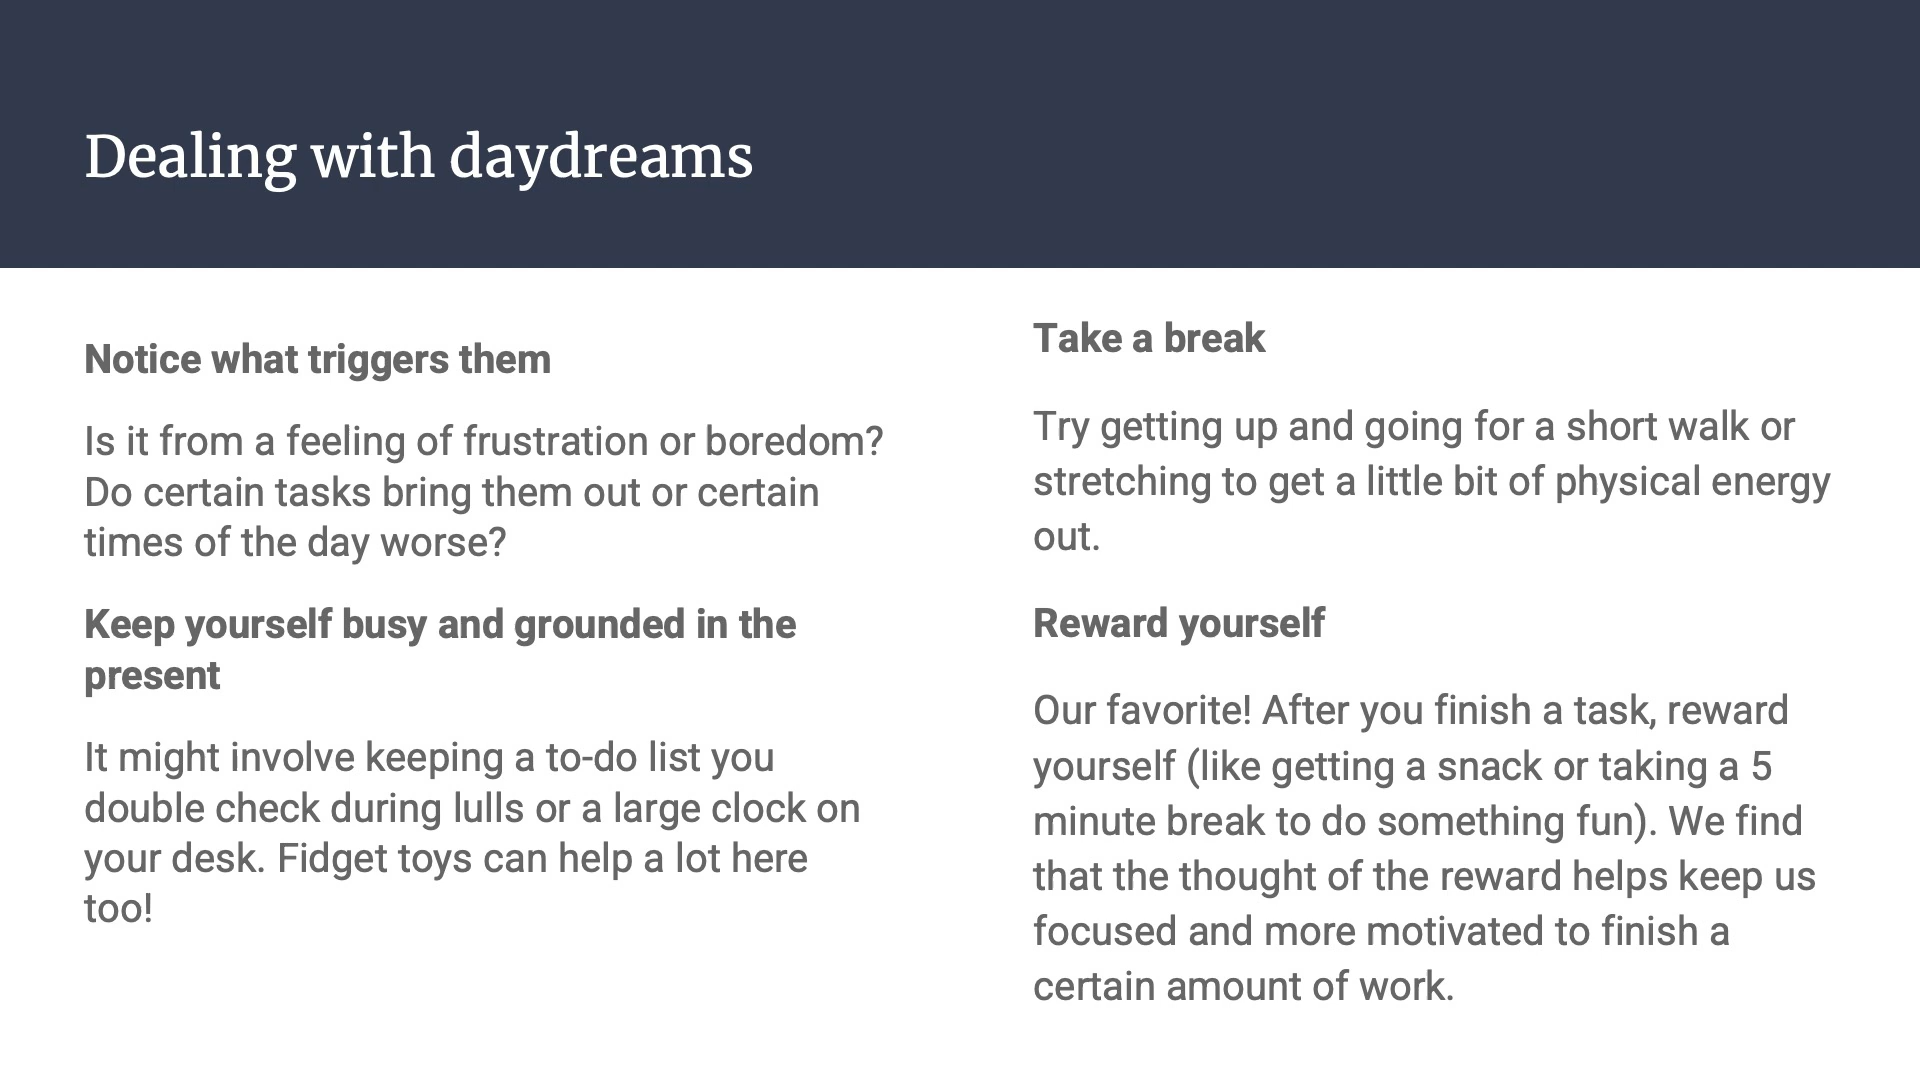 Dealing with daydreams
Notice what triggers them
Is it from a feeling of frustration or boredom?
Do certain tasks bring them out or certain
times of the day worse?
Keep yourself busy and grounded in the
present
It might involve keeping a to-do list you
double check during lulls or a large clock on
your desk. Fidget toys can help a lot here
too!
Take a break
Try getting up and going for a short walk or
stretching to get a little bit of physical energy
out.
Reward yourself
Our favorite! After you finish a task, reward
yourself (like getting a snack or taking a 5
minute break to do something fun). We find
that the thought of the reward helps keep us
focused and more motivated to finish a
certain amount of work.